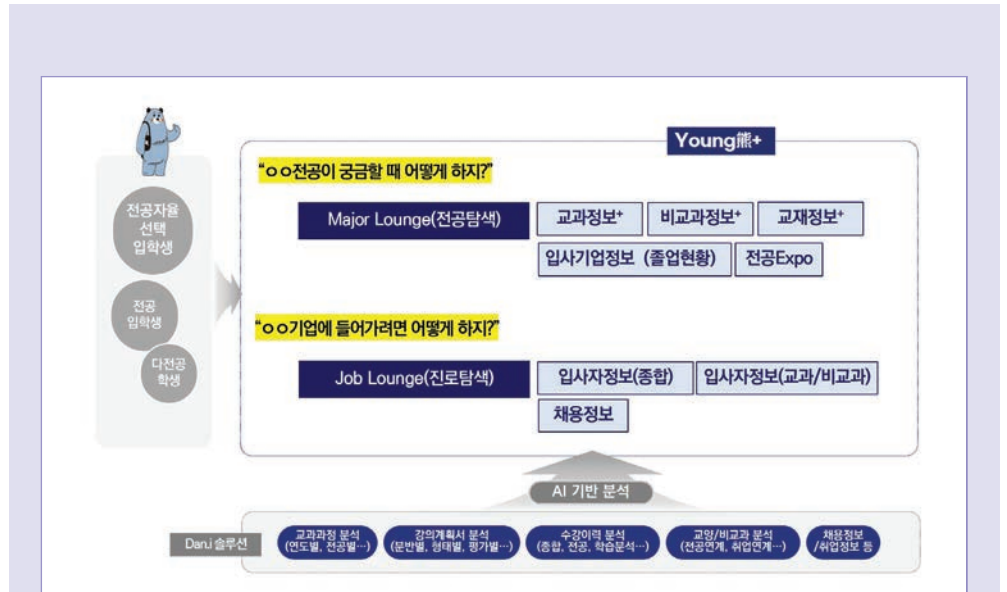 Young熊+
전공자율
선택
입학생
전공
입학생
다전공
학생
“ㅇㅇ전공이 궁금할 때 어떻게 하지?”
Major Lounge(전공탐색)
교과정보⁺
비교과정보⁺
교재정보⁺
입사기업정보 (졸업현황)
전공Expo
“ㅇㅇ기업에 들어가려면 어떻게 하지?”
Job Lounge(진로탐색)
입사자정보(종합)
입사자정보(교과/비교과)
채용정보
AI 기반 분석
Dan.i 솔루션
교과과정 분석
(연도별, 전공별…)
강의계획서 분석
(분반별, 형태별, 평가별…)
수강이력 분석
(종합, 전공, 학습분석…)
교양/비교과 분석
(전공연계, 취업연계…)
채용정보
/취업정보 등